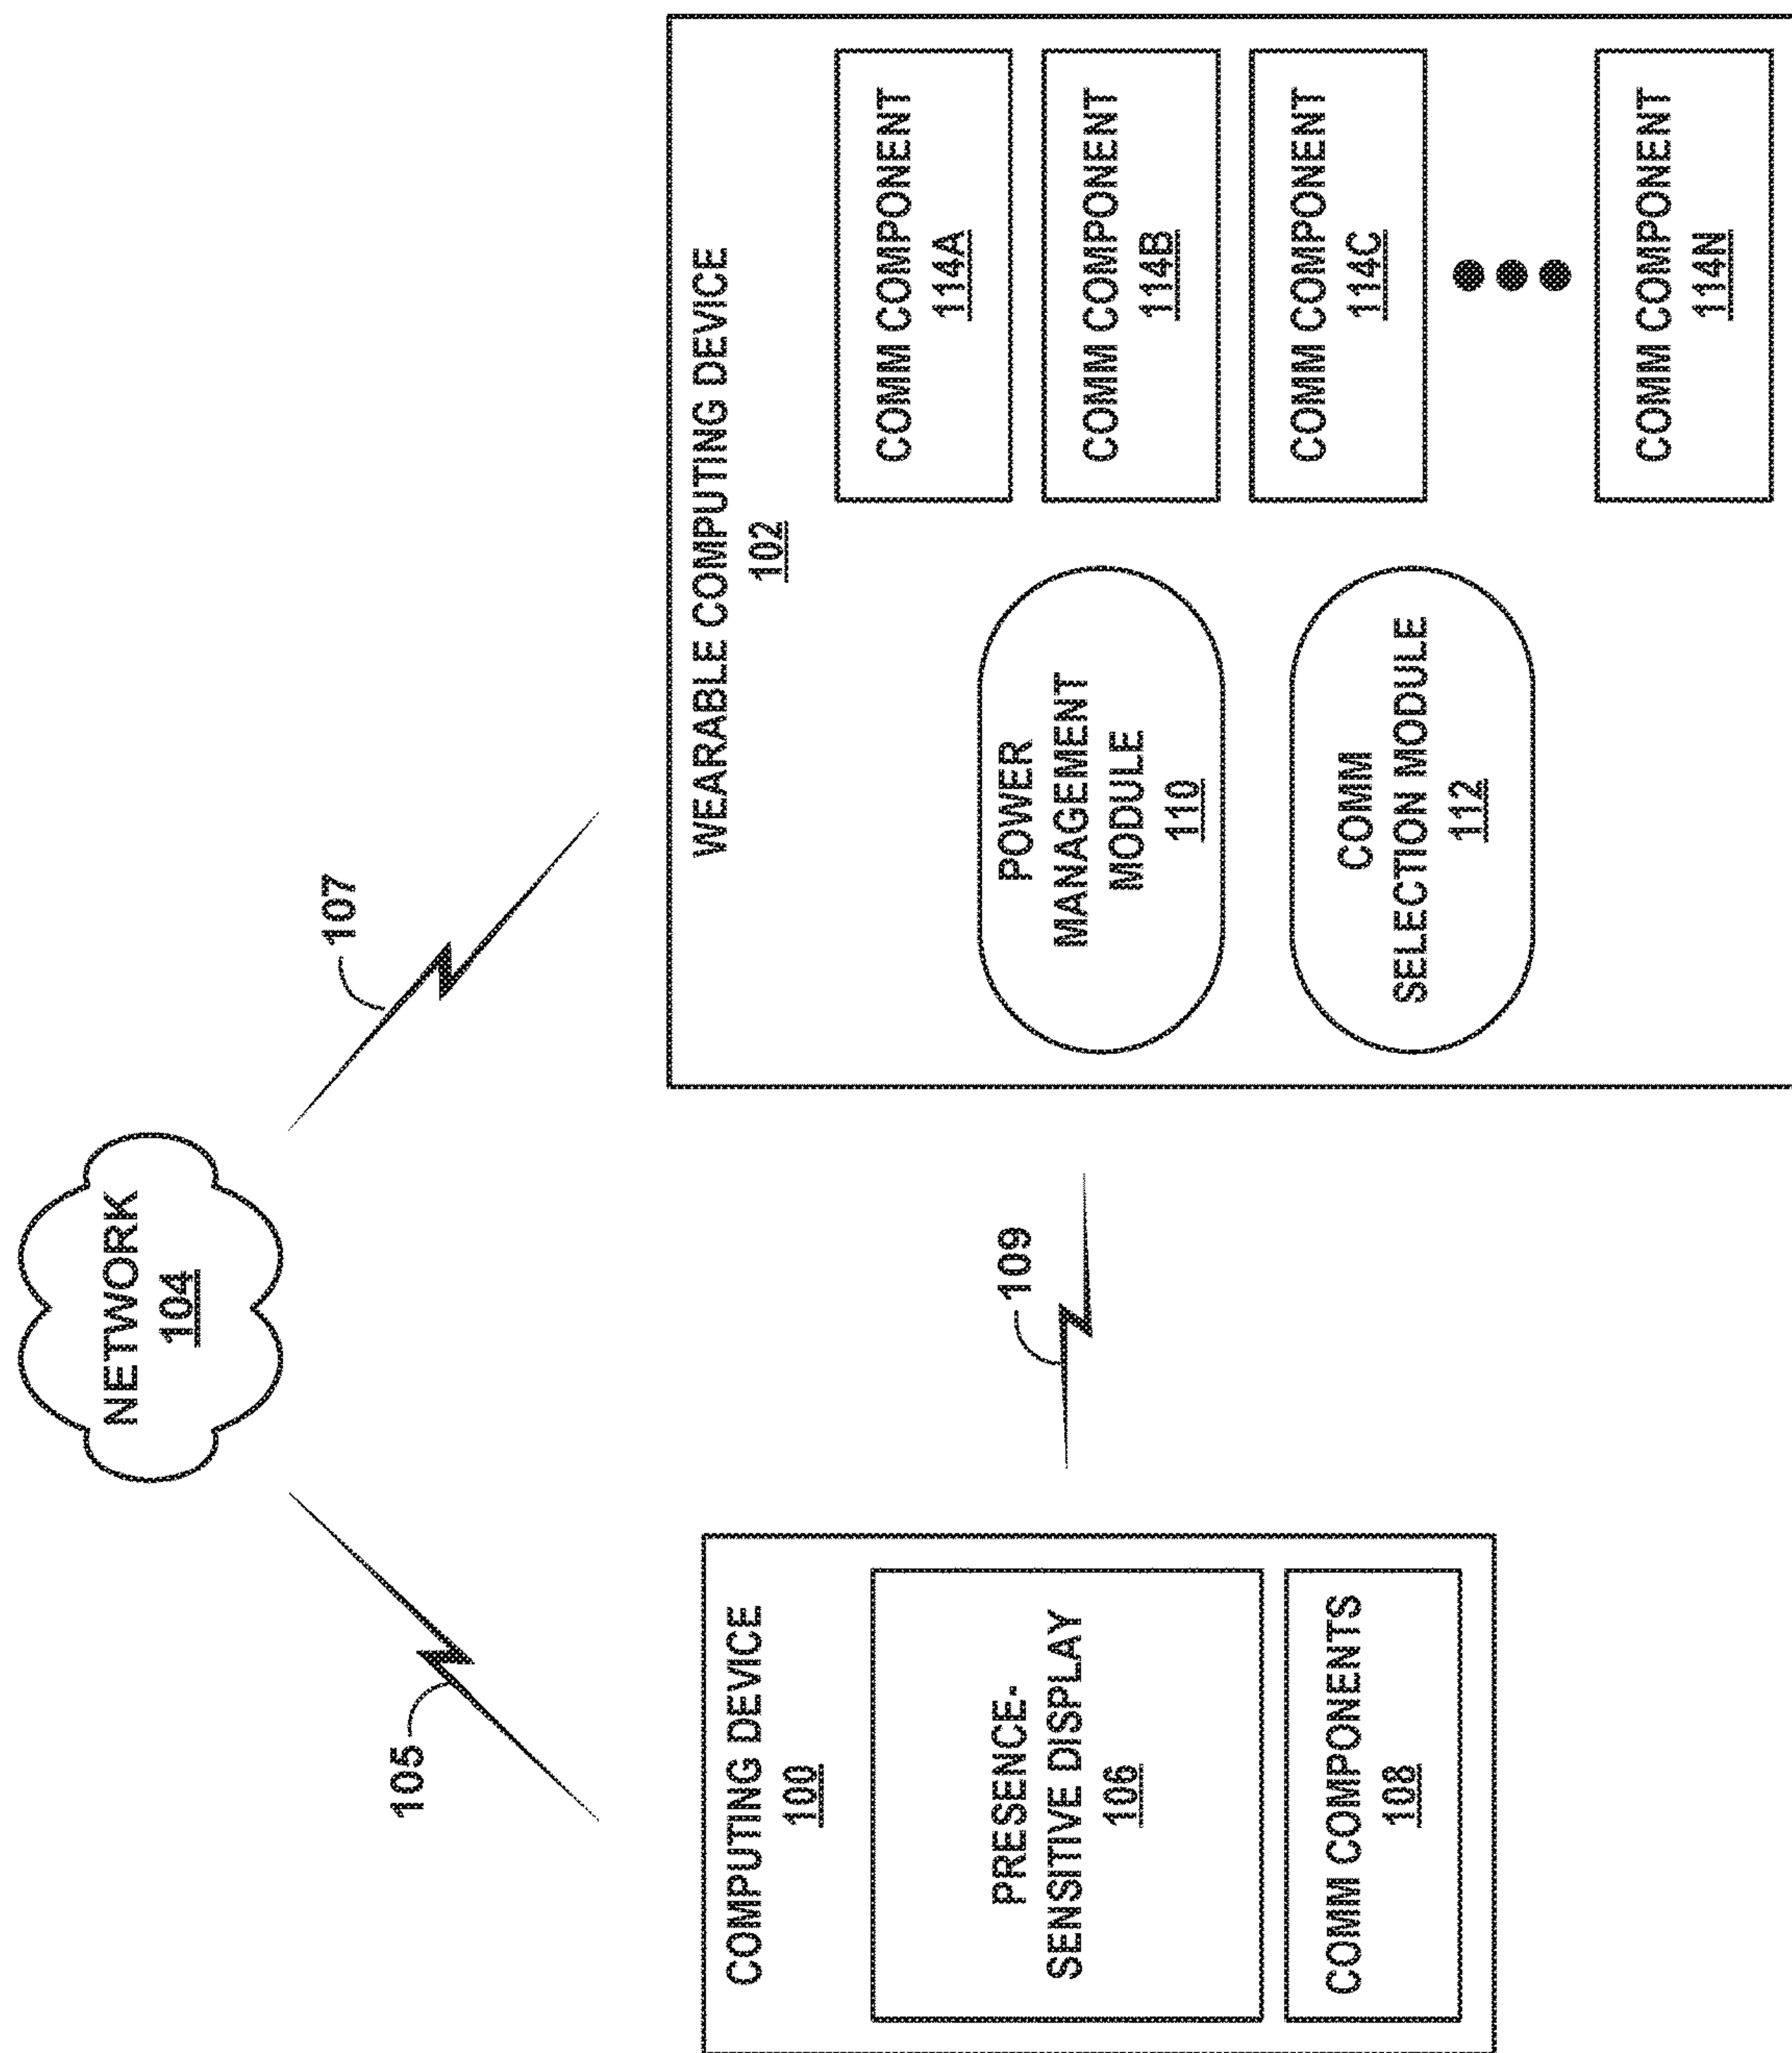 NETWORK
104
105
107
109
COMPUTING DEVICE
100
PRESENCE-
SENSITIVE DISPLAY
106
COMM COMPONENTS
108
WEARABLE COMPUTING DEVICE
102
POWER
MANAGEMENT
MODULE
110
COMM
SELECTION MODULE
112
COMM COMPONENT
114A
COMM COMPONENT
114B
COMM COMPONENT
114C
COMM COMPONENT
114N